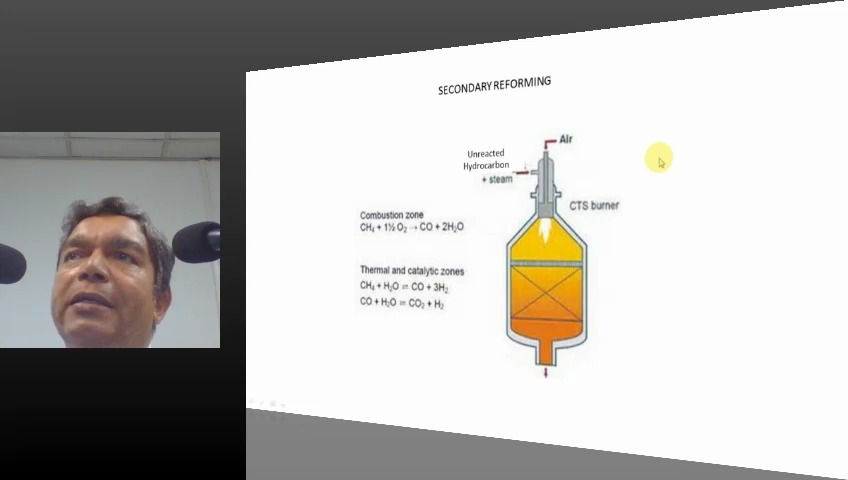 SECONDARY REFORMING
Air
Unreacted
Hydrocarbon
+ steam
CTS burner
Combustion zone
CH₄ + 1½ O₂ → CO + 2H₂O
Thermal and catalytic zones
CH₄ + H₂O = CO + 3H₂
CO + H₂O = CO₂ + H₂